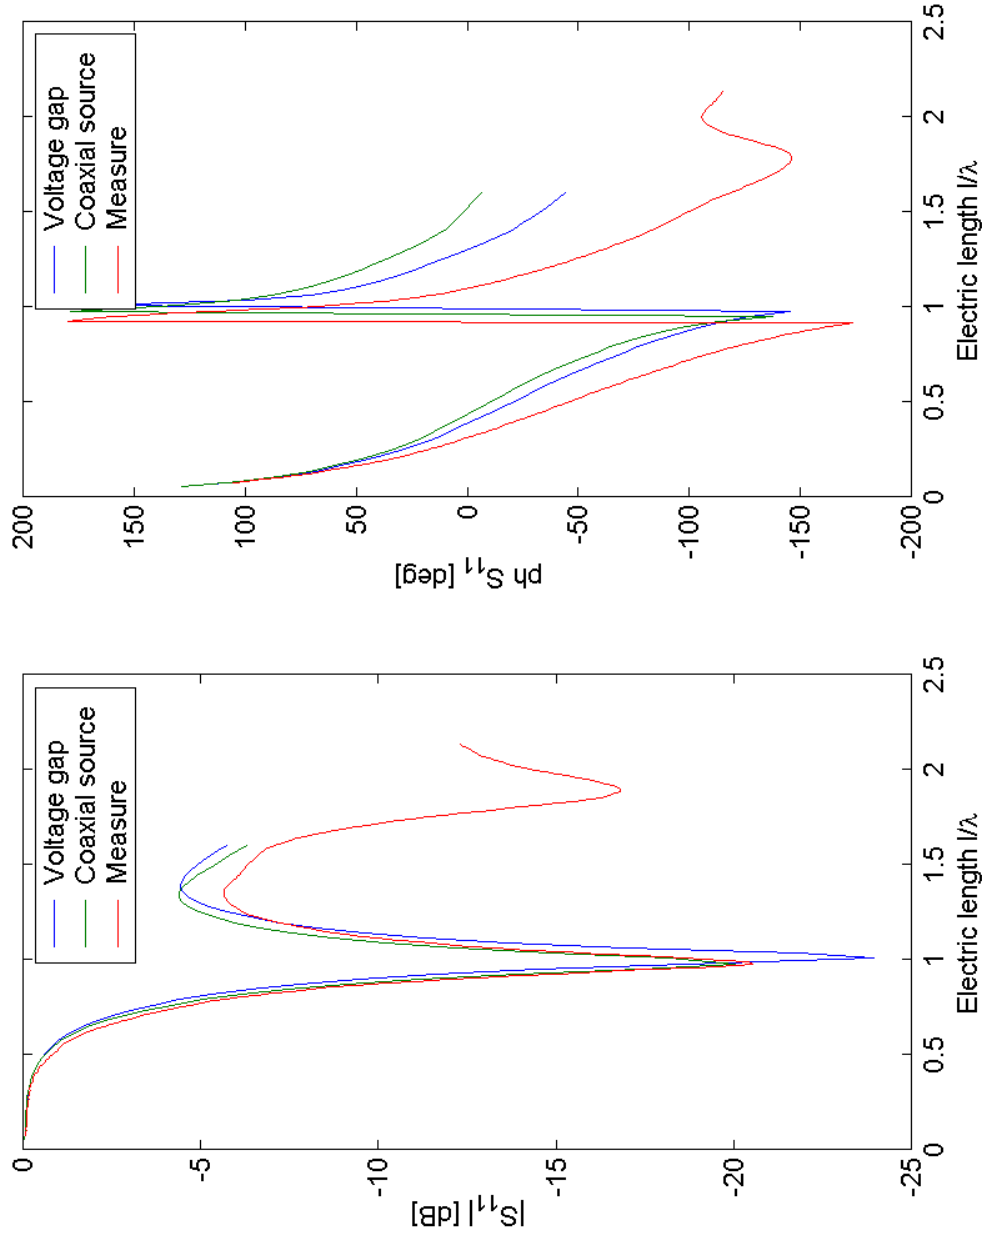 0
-5
-10
-15
-20
-25
0
0.5
1
1.5
2
2.5
|S11| [dB]
Electric length l/λ
Voltage gap
Coaxial source
Measure
200
150
100
50
0
-50
-100
-150
-200
0
0.5
1
1.5
2
2.5
ph S11 [deg]
Electric length l/λ
Voltage gap
Coaxial source
Measure